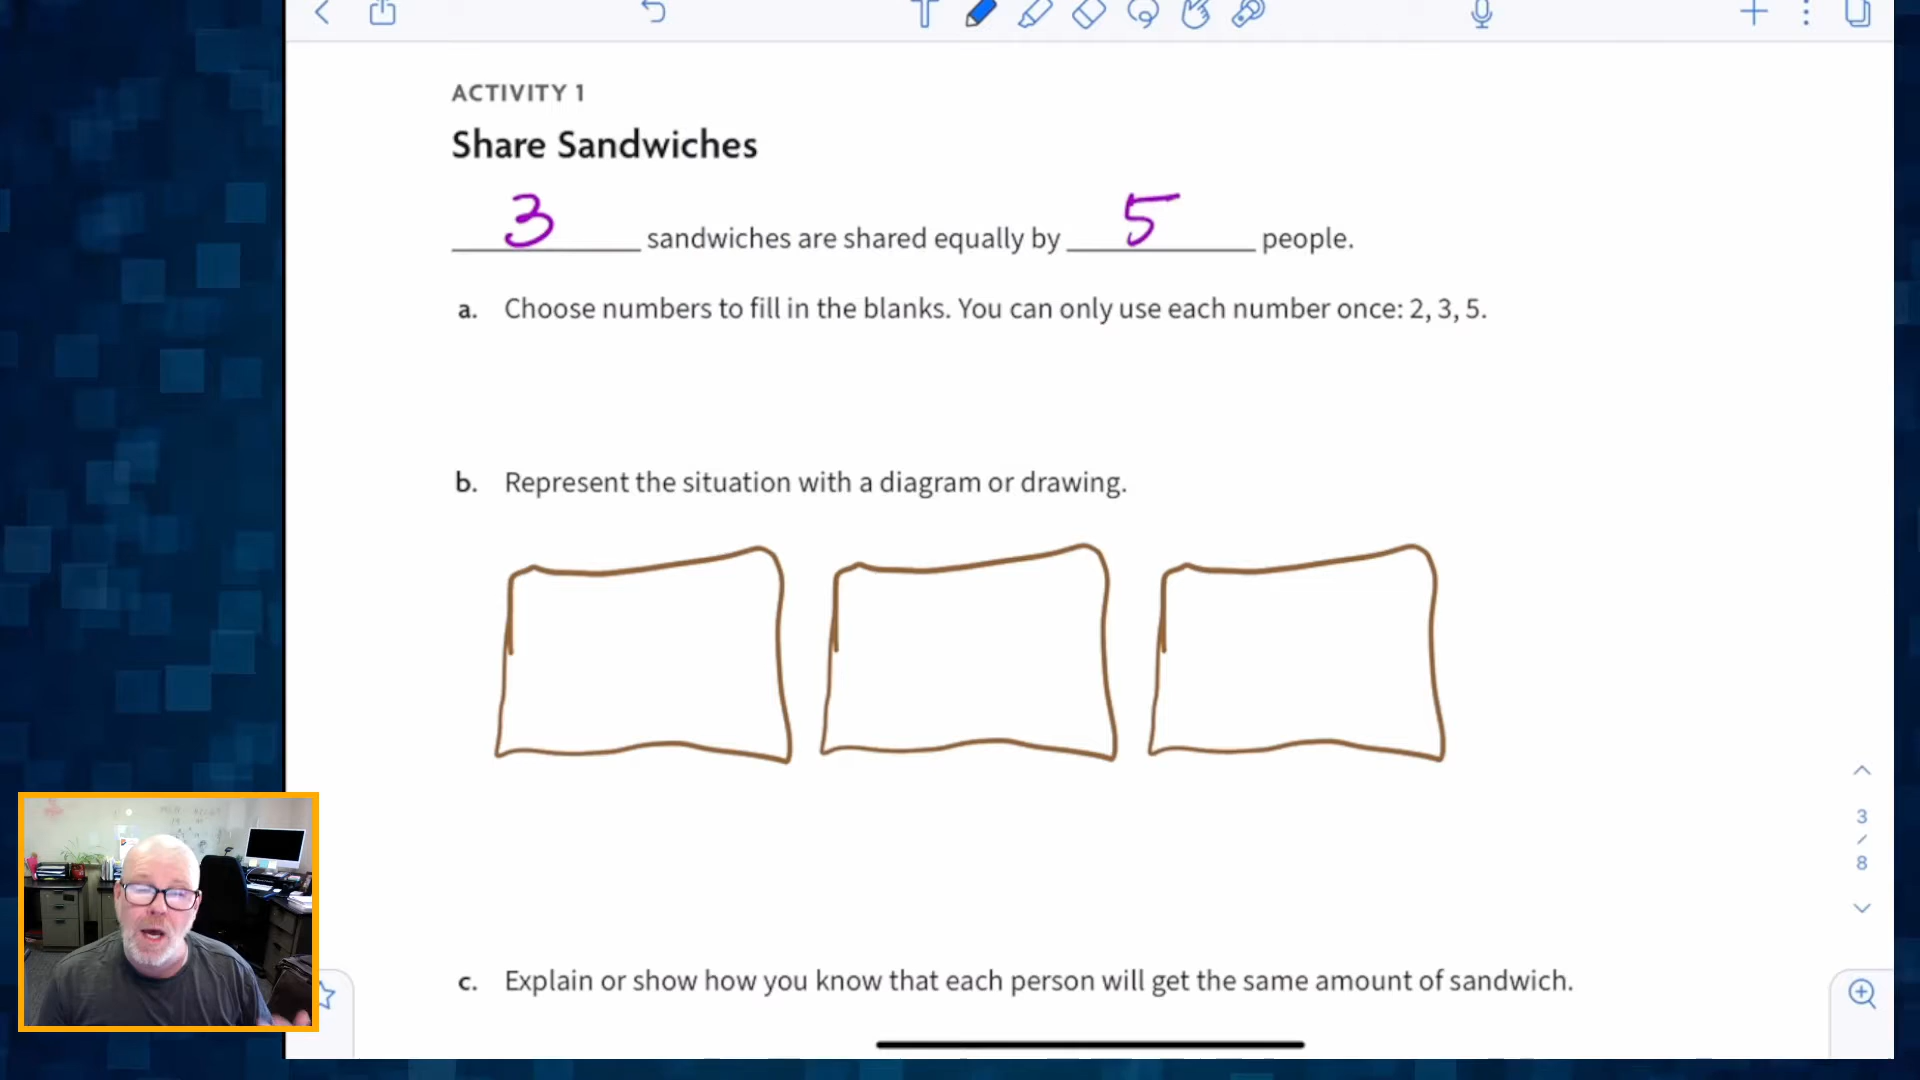 ACTIVITY 1
Share Sandwiches
3 sandwiches are shared equally by 5 people.
a. Choose numbers to fill in the blanks. You can only use each number once: 2, 3, 5.
b. Represent the situation with a diagram or drawing.
3
/
8
c. Explain or show how you know that each person will get the same amount of sandwich.